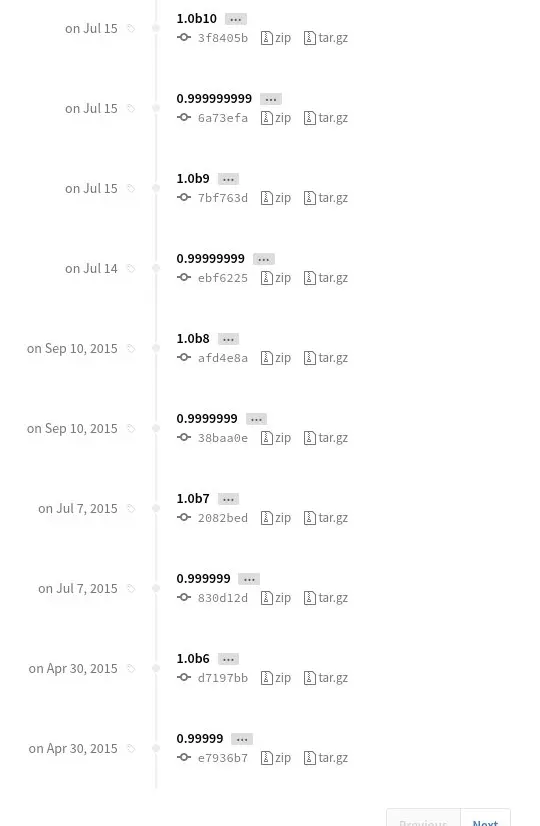 on Jul 15
1.0b10 ...
3f8405b zip tar.gz
on Jul 15
0.999999999 ...
6a73efa zip tar.gz
on Jul 15
1.0b9 ...
7bf763d zip tar.gz
on Jul 14
0.99999999 ...
ebf6225 zip tar.gz
on Sep 10, 2015
1.0b8 ...
afd4e8a zip tar.gz
on Sep 10, 2015
0.9999999 ...
38baa0e zip tar.gz
on Jul 7, 2015
1.0b7 ...
2082bed zip tar.gz
on Jul 7, 2015
0.999999 ...
830d12d zip tar.gz
on Apr 30, 2015
1.0b6 ...
d7197bb zip tar.gz
on Apr 30, 2015
0.99999 ...
e7936b7 zip tar.gz
Previous Next